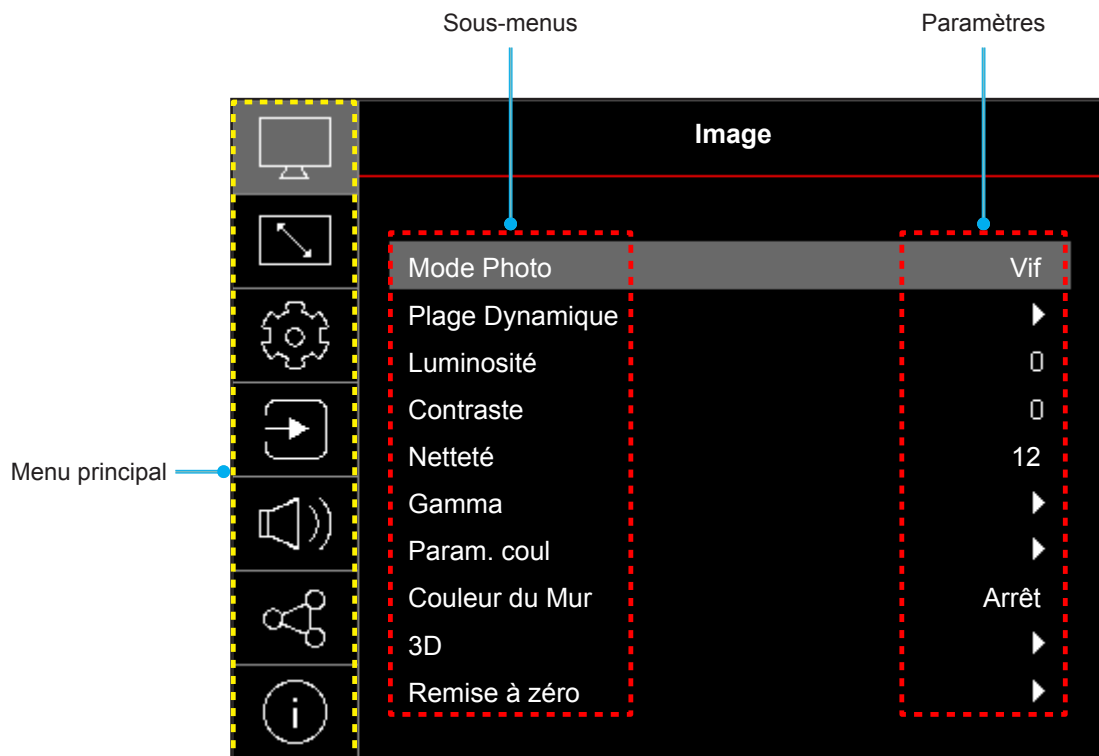 Sous-menus Paramètres
Image
Mode Photo Vif
Plage Dynamique
Luminosité 0
Contraste 0
Netteté 12
Menu principal
Gamma
Param. coul
Couleur du Mur Arrêt
3D
Remise à zéro
i